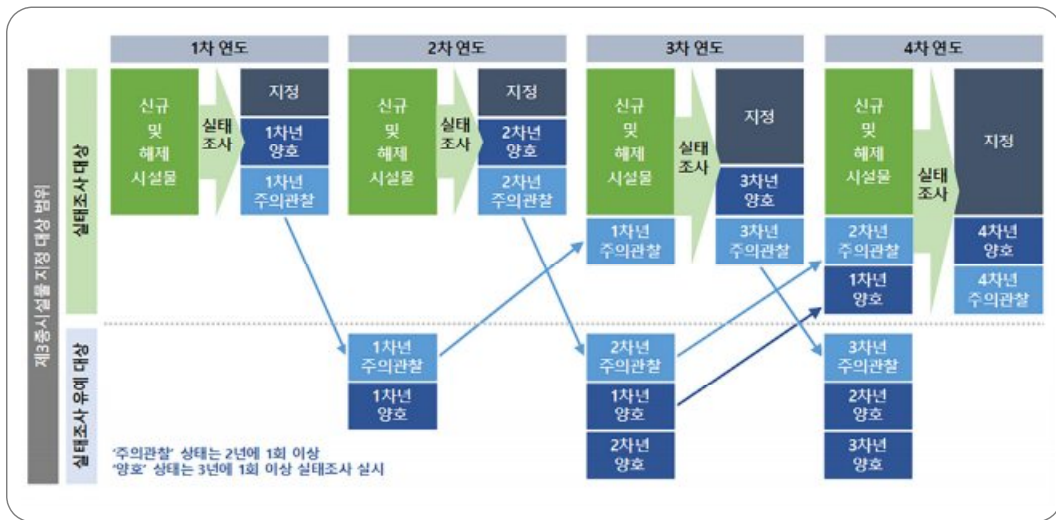 1차 연도
2차 연도
3차 연도
4차 연도
제3종시설물 지정 대상 범위
실태조사 대상
신규
및
해제
시설물
실태
조사
지정
1차년
양호
1차년
주의관찰
신규
및
해제
시설물
실태
조사
지정
2차년
양호
2차년
주의관찰
신규
및
해제
시설물
1차년
주의관찰
실태
조사
지정
3차년
양호
3차년
주의관찰
신규
및
해제
시설물
2차년
주의관찰
1차년
양호
실태
조사
지정
4차년
양호
4차년
주의관찰
실태조사 유예 대상
1차년
주의관찰
1차년
양호
2차년
주의관찰
1차년
양호
2차년
양호
3차년
주의관찰
2차년
양호
3차년
양호
'주의관찰' 상태는 2년에 1회 이상
'양호' 상태는 3년에 1회 이상 실태조사 실시